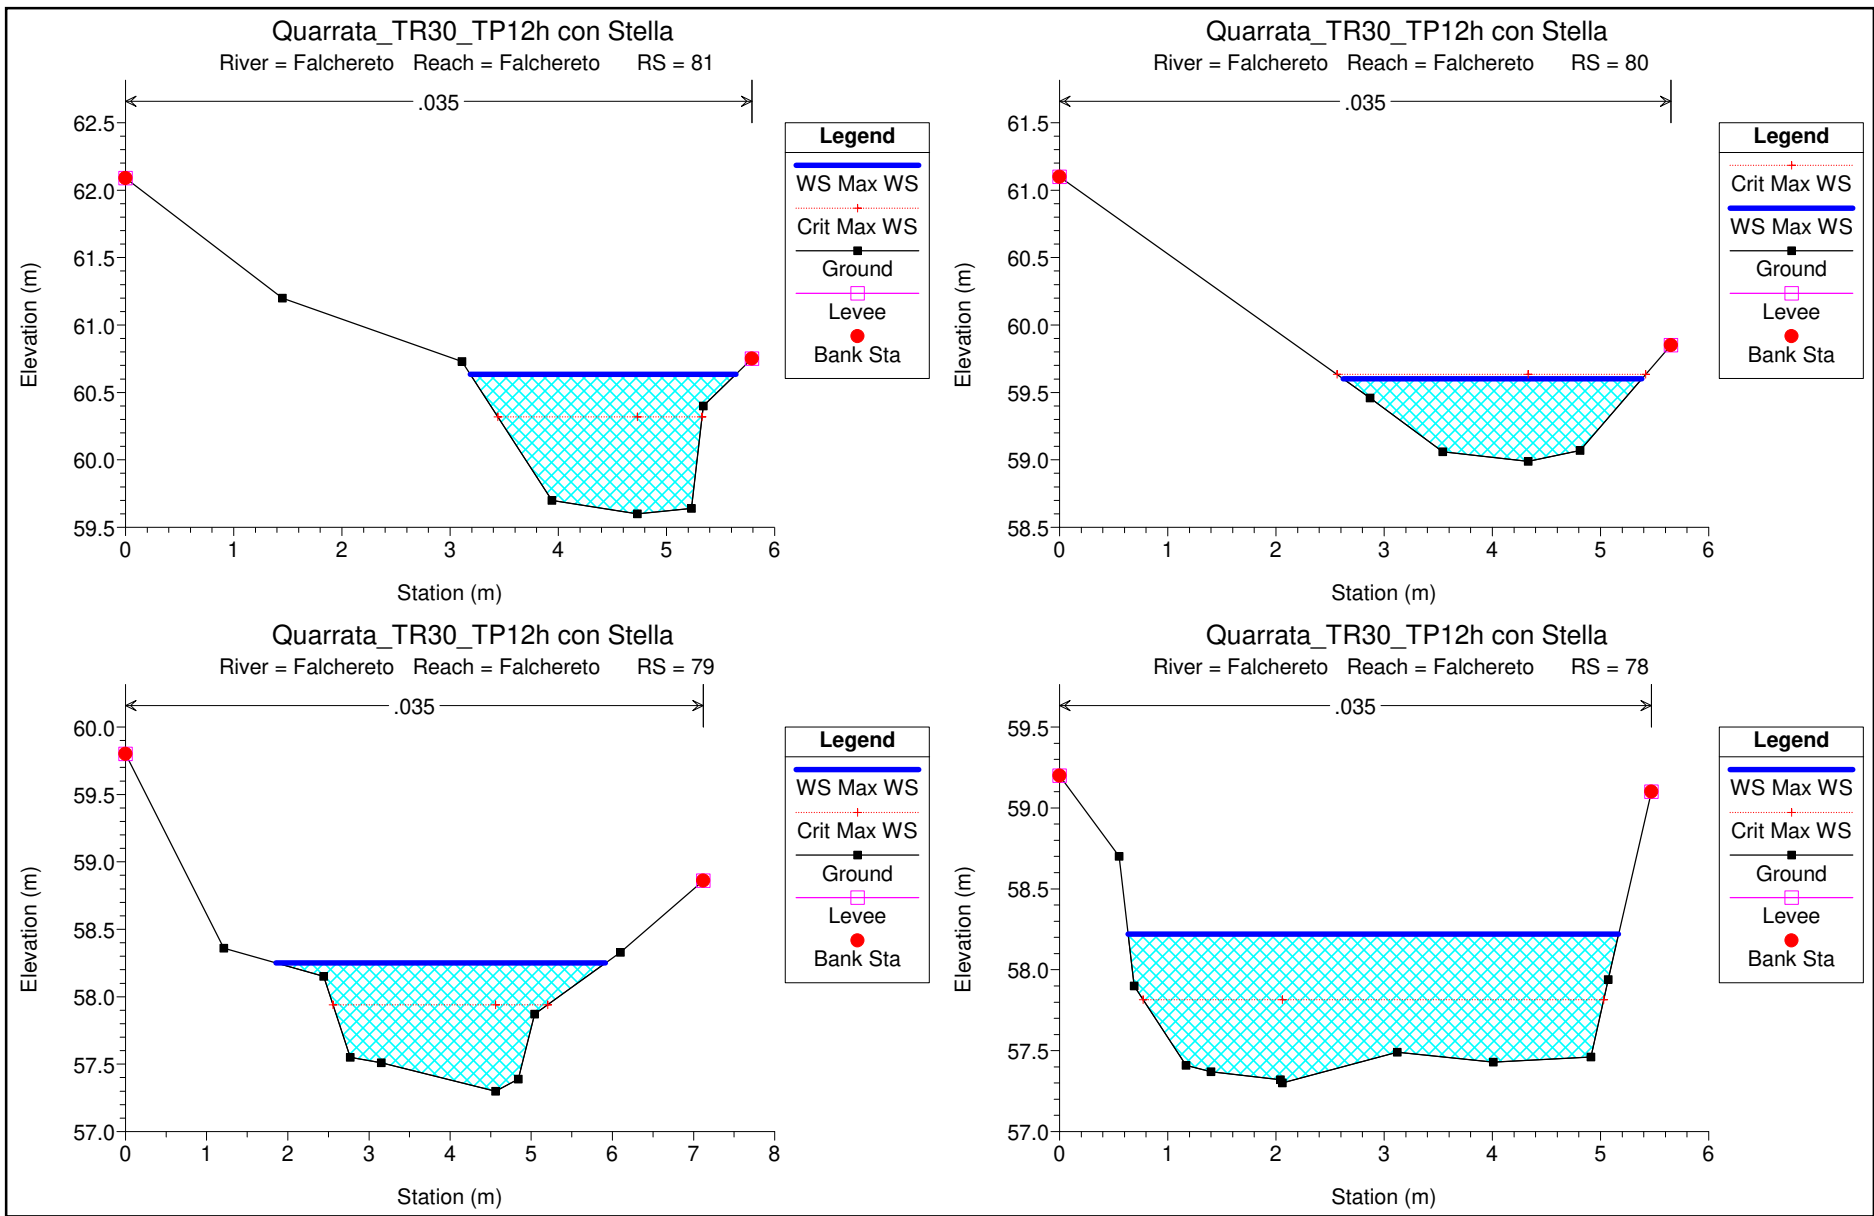 Quarrata_TR30_TP12h con Stella
River = Falchereto Reach = Falchereto RS = 81
.035
62.5
62.0
61.5
61.0
60.5
60.0
59.5
0 1 2 3 4 5 6
Station (m)
Elevation (m)
Legend
WS Max WS
Crit Max WS
Ground
Levee
Bank Sta
Quarrata_TR30_TP12h con Stella
River = Falchereto Reach = Falchereto RS = 80
.035
61.5
61.0
60.5
60.0
59.5
59.0
58.5
0 1 2 3 4 5 6
Station (m)
Elevation (m)
Legend
Crit Max WS
WS Max WS
Ground
Levee
Bank Sta
Quarrata_TR30_TP12h con Stella
River = Falchereto Reach = Falchereto RS = 79
.035
60.0
59.5
59.0
58.5
58.0
57.5
57.0
0 1 2 3 4 5 6 7 8
Station (m)
Elevation (m)
Legend
WS Max WS
Crit Max WS
Ground
Levee
Bank Sta
Quarrata_TR30_TP12h con Stella
River = Falchereto Reach = Falchereto RS = 78
.035
59.5
59.0
58.5
58.0
57.5
57.0
0 1 2 3 4 5 6
Station (m)
Elevation (m)
Legend
WS Max WS
Crit Max WS
Ground
Levee
Bank Sta